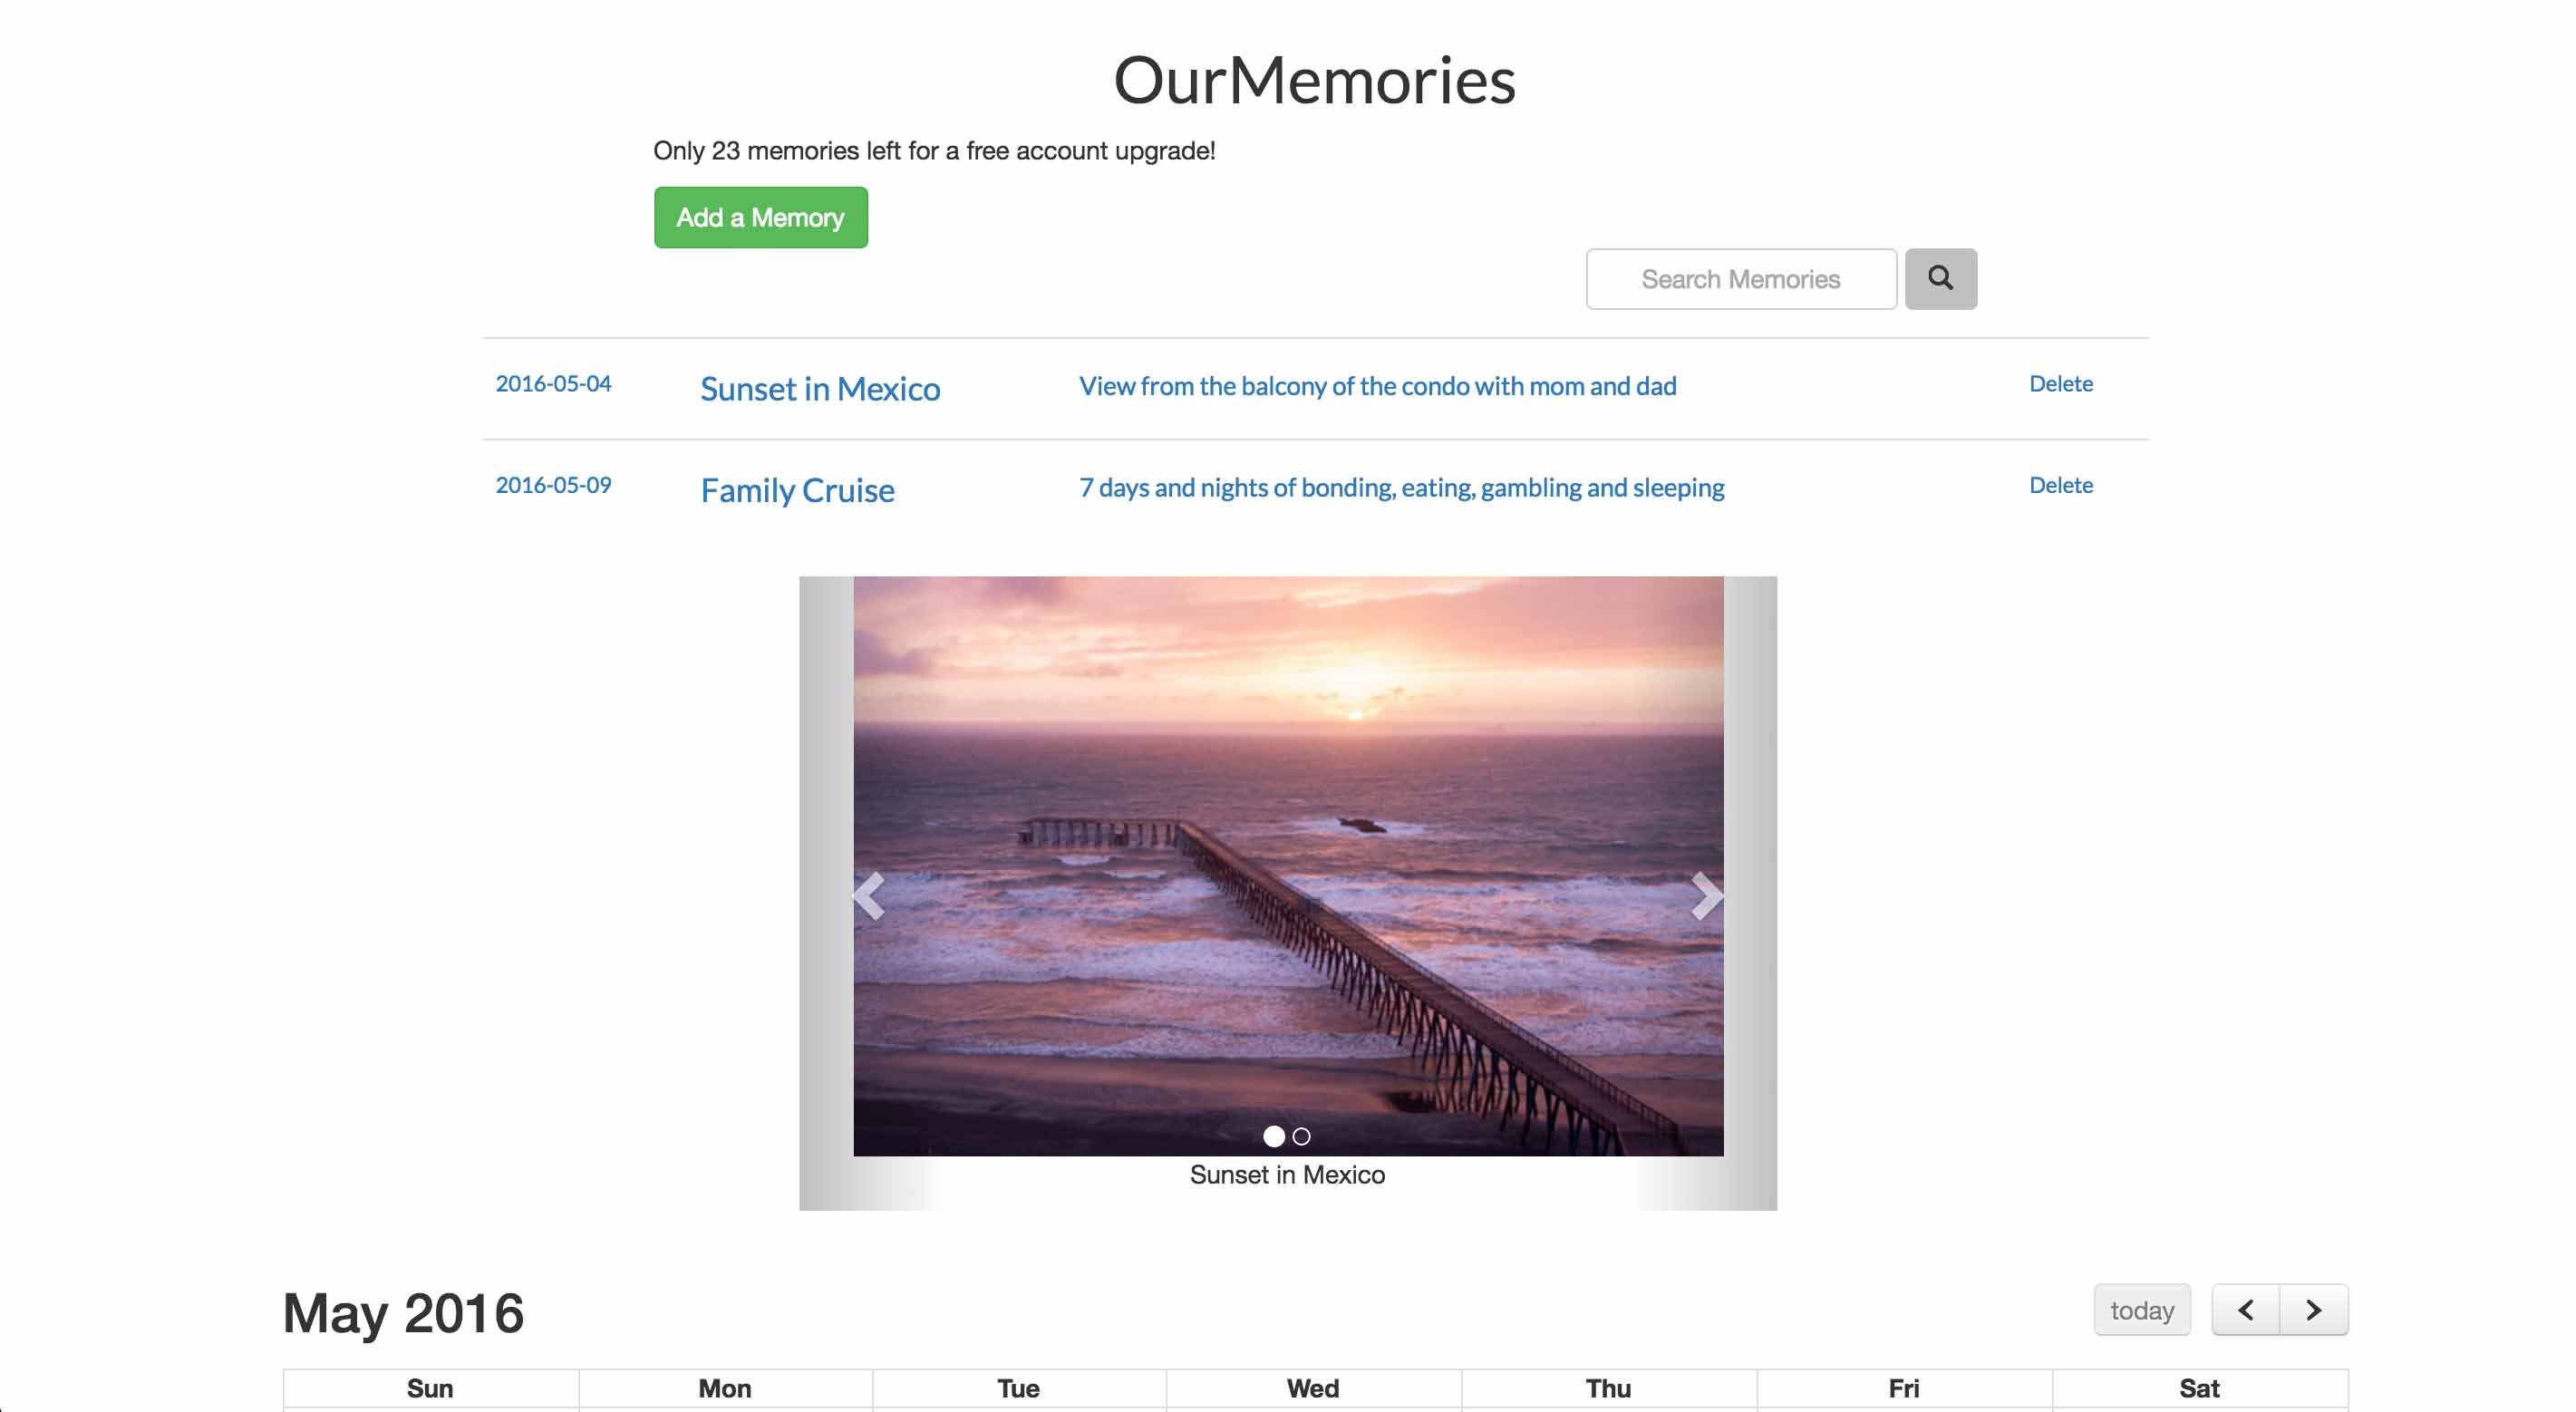 OurMemories
Only 23 memories left for a free account upgrade!
Add a Memory
Search Memories
2016-05-04 Sunset in Mexico View from the balcony of the condo with mom and dad Delete
2016-05-09 Family Cruise 7 days and nights of bonding, eating, gambling and sleeping Delete
Sunset in Mexico
May 2016 today
Sun Mon Tue Wed Thu Fri Sat